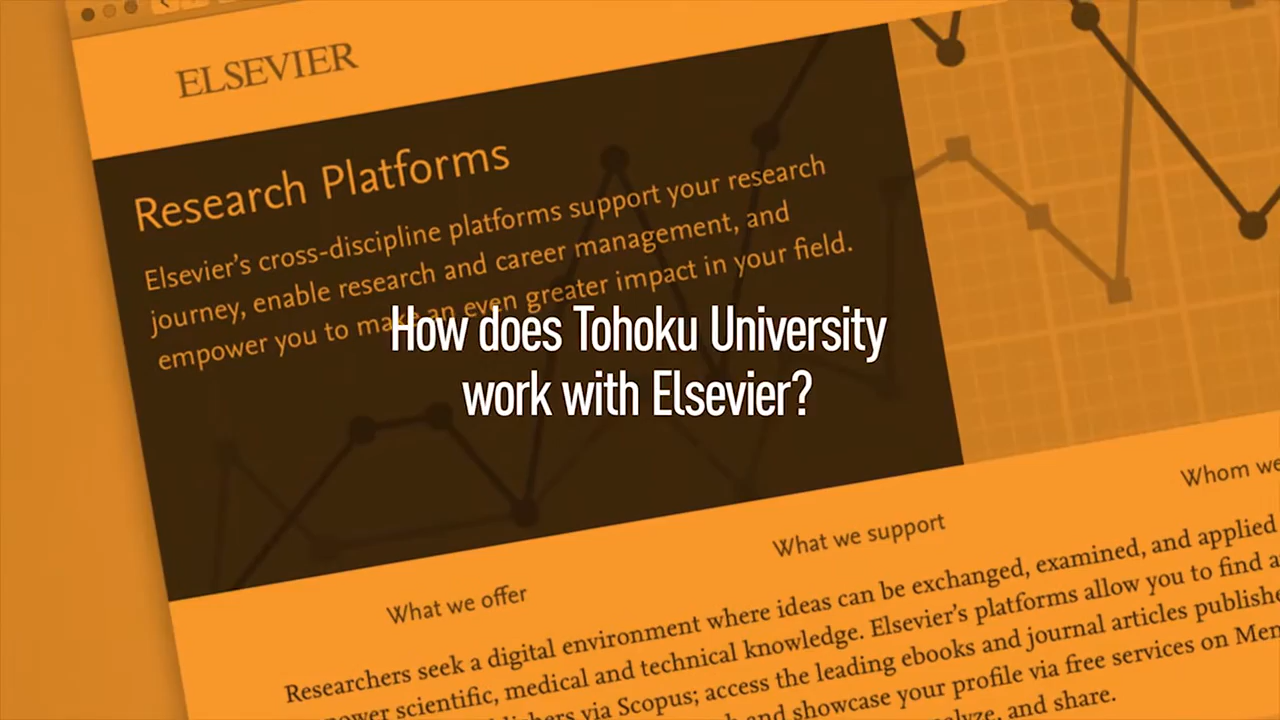 ELSEVIER
Research Platforms
Elsevier's cross-discipline platforms support your research
journey, enable research and career management, and
empower you to make an even greater impact in your field.
How does Tohoku University
work with Elsevier?
What we offer
What we support
Whom we
Researchers seek a digital environment where ideas can be exchanged, examined, and applied
scientific, medical and technical knowledge. Elsevier's platforms allow you to find
via Scopus; access the leading ebooks and journal articles
and showcase your profile via free services on
and share.